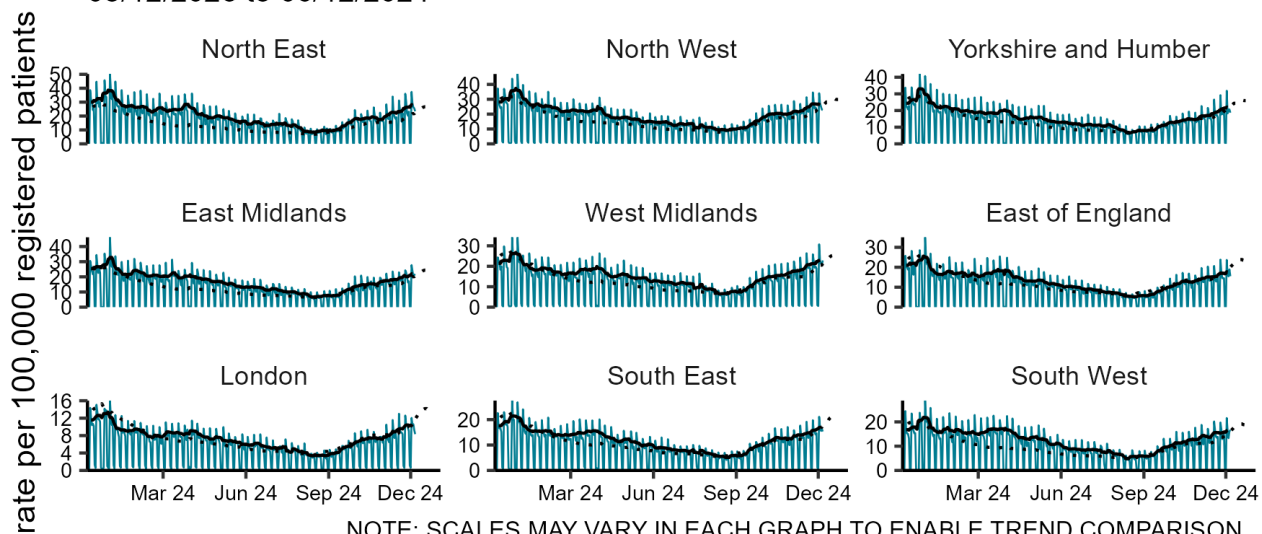 rate per 100,000 registered patients
North East
50
40
30
20
10
0
North West
40
30
20
10
0
Yorkshire and Humber
40
30
20
10
0
East Midlands
40
30
20
10
0
West Midlands
30
20
10
0
East of England
30
20
10
0
London
16
12
8
4
0
Mar 24 Jun 24 Sep 24 Dec 24
South East
20
10
0
Mar 24 Jun 24 Sep 24 Dec 24
South West
20
10
0
Mar 24 Jun 24 Sep 24 Dec 24
NOTE: SCALES MAY VARY IN EACH GRAPH TO ENABLE TREND COMPARISON